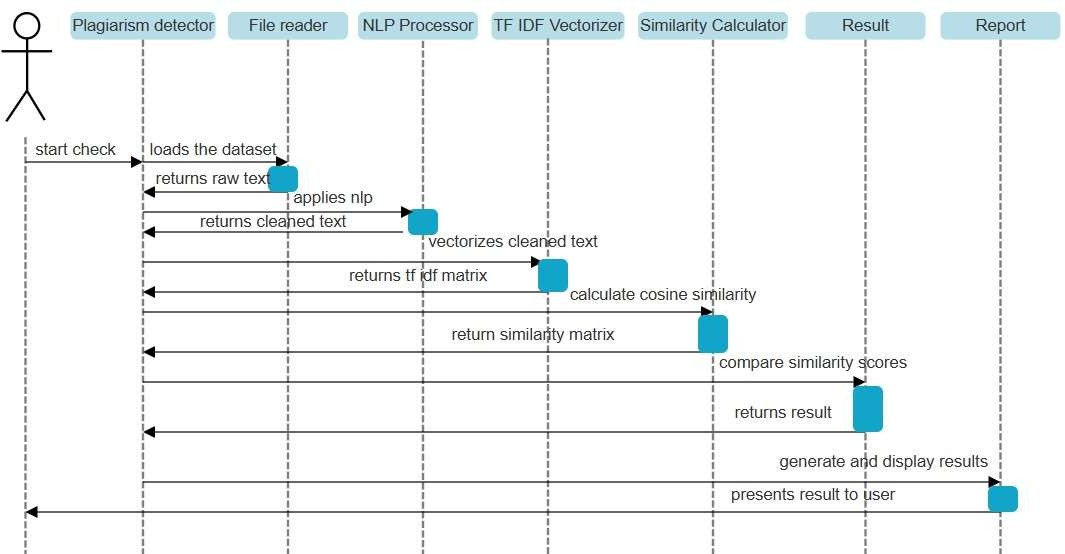 Plagiarism detector
File reader
NLP Processor
TF IDF Vectorizer
Similarity Calculator
Result
Report
start check
loads the dataset
returns raw text
applies nlp
returns cleaned text
vectorizes cleaned text
returns tf idf matrix
calculate cosine similarity
return similarity matrix
compare similarity scores
returns result
generate and display results
presents result to user